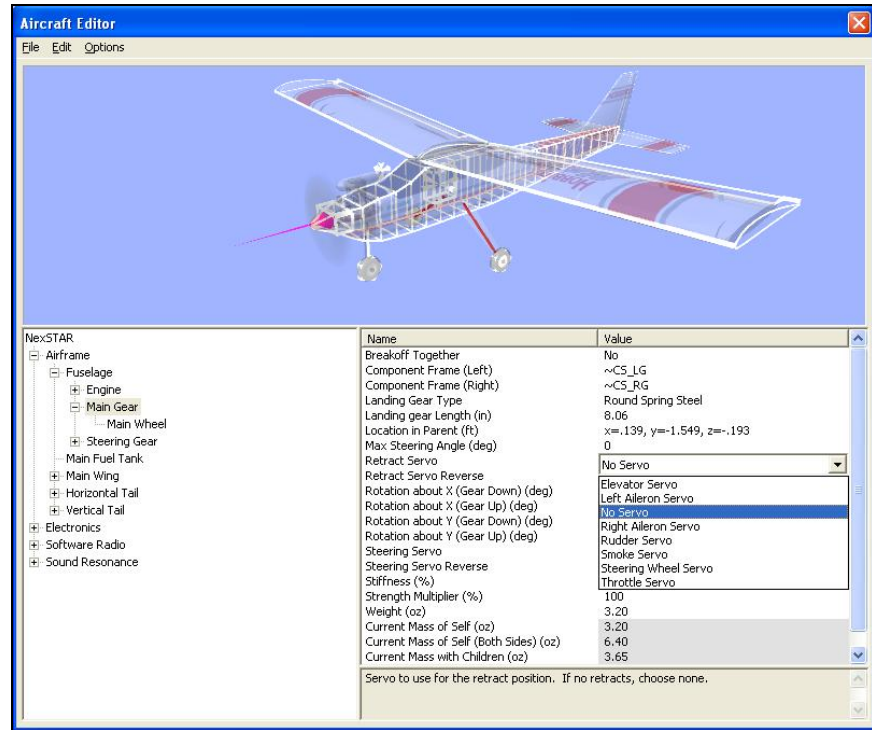 Aircraft Editor
File Edit Options
NexSTAR
Airframe
Fuselage
Engine
Main Gear
Main Wheel
Steering Gear
Main Fuel Tank
Main Wing
Horizontal Tail
Vertical Tail
Electronics
Software Radio
Sound Resonance
Name Value
Breakoff Together No
Component Frame (Left) ~CS_LG
Component Frame (Right) ~CS_RG
Landing Gear Type Round Spring Steel
Landing gear Length (in) 8.06
Location in Parent (ft) x=.139, y=-1.549, z=-.193
Max Steering Angle (deg) 0
Retract Servo No Servo
Retract Servo Reverse
Rotation about X (Gear Down) (deg)
Rotation about X (Gear Up) (deg)
Rotation about Y (Gear Down) (deg)
Rotation about Y (Gear Up) (deg)
Steering Servo
Steering Servo Reverse
Stiffness (%)
Elevator Servo
Left Aileron Servo
No Servo
Right Aileron Servo
Rudder Servo
Smoke Servo
Steering Wheel Servo
Throttle Servo
Strength Multiplier (%) 100
Weight (oz) 3.20
Current Mass of Self (oz) 3.20
Current Mass of Self (Both Sides) (oz) 6.40
Current Mass with Children (oz) 3.65
Servo to use for the retract position. If no retracts, choose none.